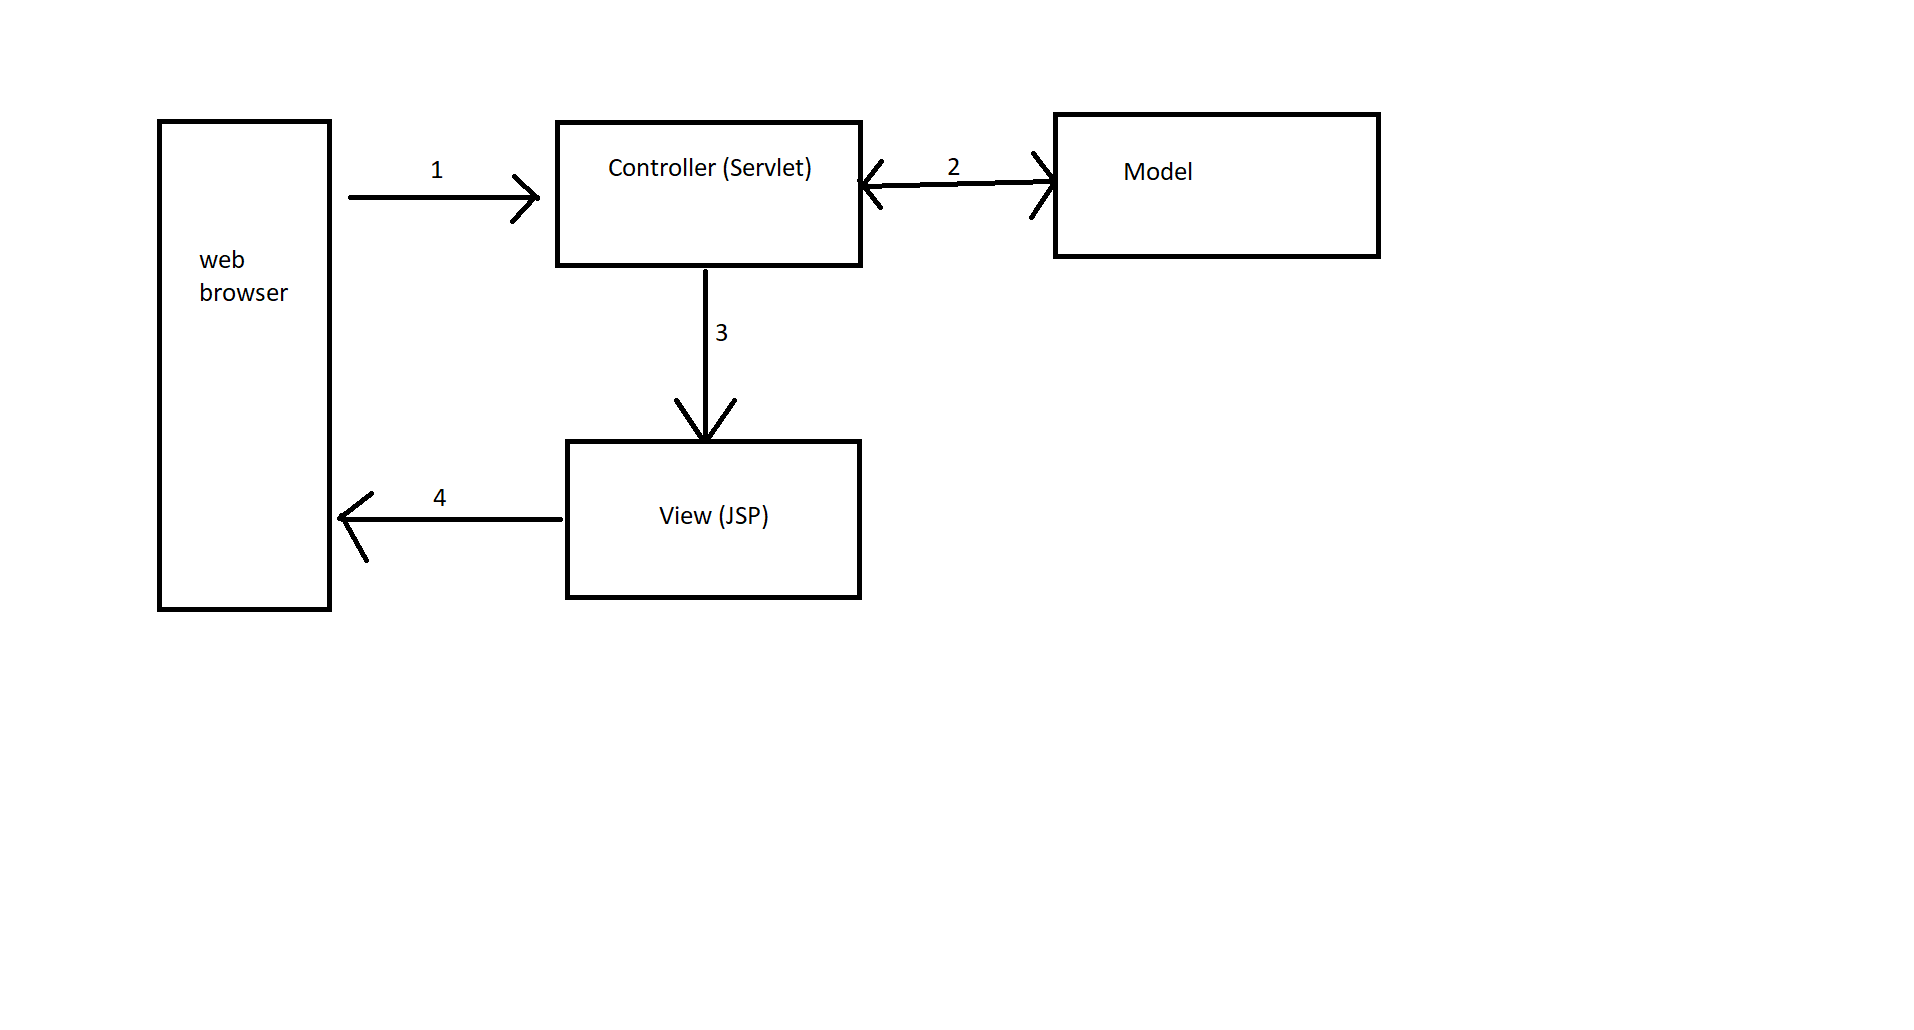 1
Controller (Servlet)
2
Model
web
browser
3
4
View (JSP)